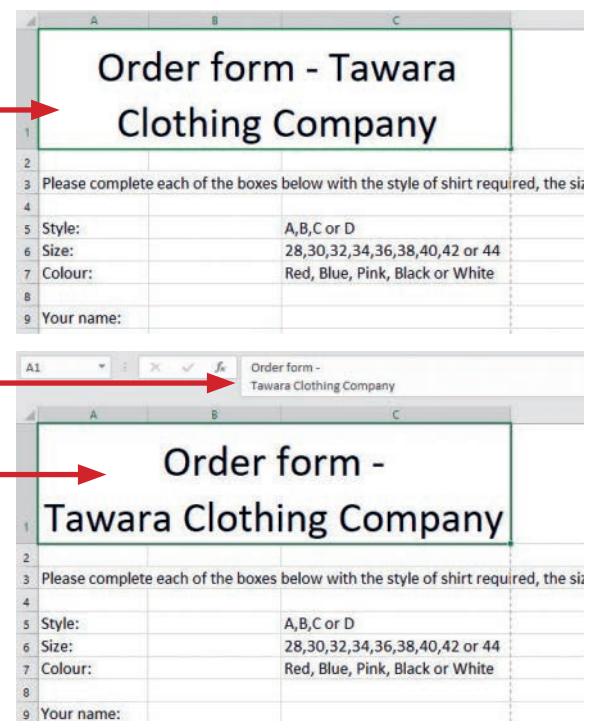 A B C
1 Order form - Tawara
Clothing Company
2
3 Please complete each of the boxes below with the style of shirt required, the
4
5 Style: A,B,C or D
6 Size: 28,30,32,34,36,38,40,42 or 44
7 Colour: Red, Blue, Pink, Black or White
8
9 Your name:
A1 fx Order form -
Tawara Clothing Company
A B C
1 Order form -
Tawara Clothing Company
2
3 Please complete each of the boxes below with the style of shirt required, the
4
5 Style: A,B,C or D
6 Size: 28,30,32,34,36,38,40,42 or 44
7 Colour: Red, Blue, Pink, Black or White
8
9 Your name: